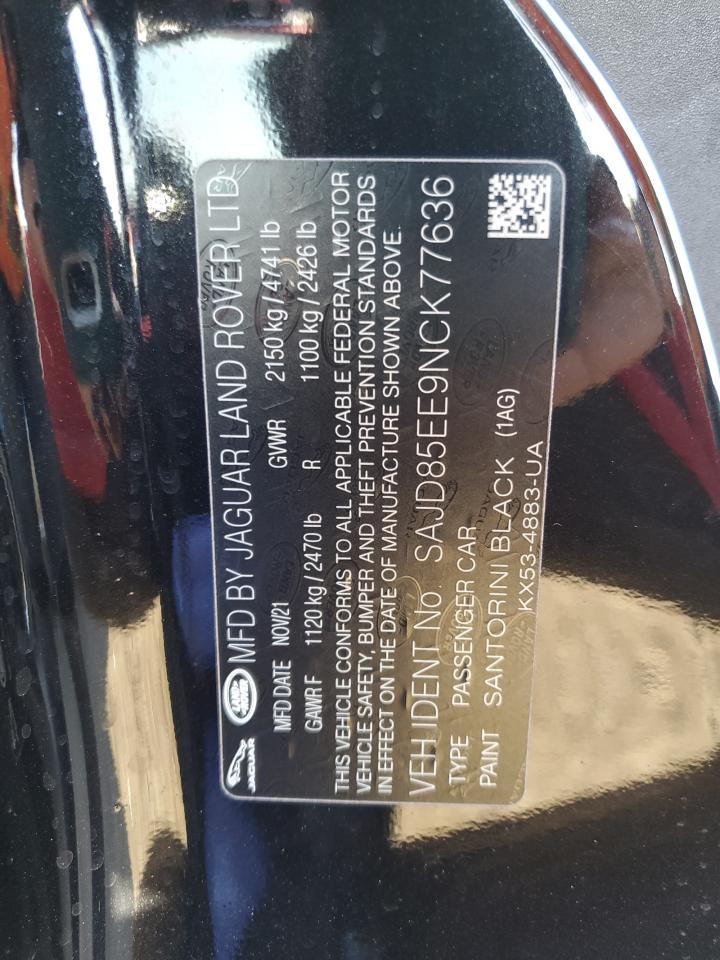 JAGUAR LAND ROVER MFD BY JAGUAR LAND ROVER LTD
MFD DATE NOV/21 GVWR 2150 kg / 4741 lb
GAWR F 1120 kg / 2470 lb R 1100 kg / 2426 lb
THIS VEHICLE CONFORMS TO ALL APPLICABLE FEDERAL MOTOR
VEHICLE SAFETY, BUMPER AND THEFT PREVENTION STANDARDS
IN EFFECT ON THE DATE OF MANUFACTURE SHOWN ABOVE.
VEH.IDENT No. SAJD85EE9NCK77636
TYPE PASSENGER CAR
PAINT SANTORINI BLACK (1AG)
KX53-4883-UA